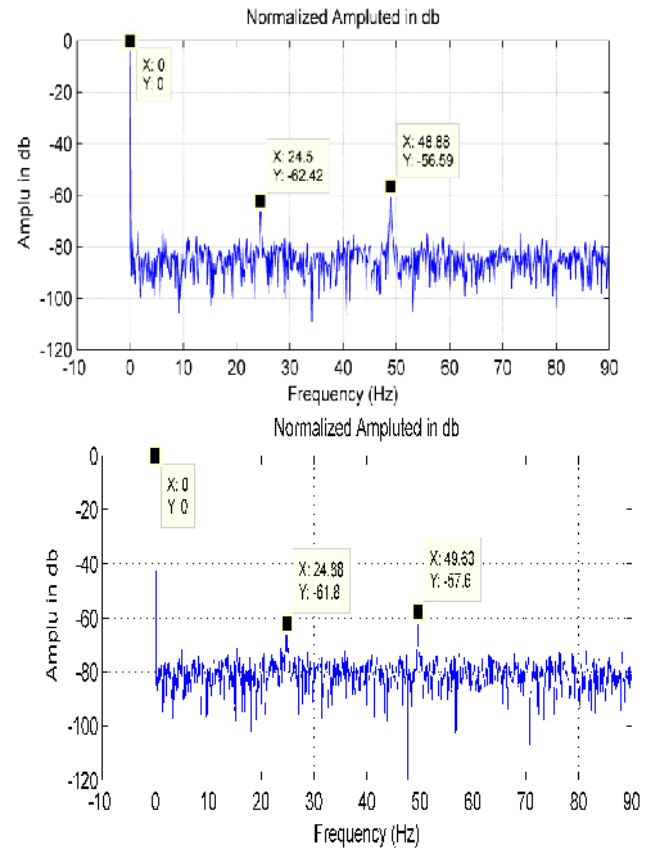 Normalized Ampluted in db
0
X: 0
Y: 0
-20
-40
X: 48.88
Y: -56.59
X: 24.5
Y: -62.42
Amplu in db
-60
-80
-100
-120
-10 0 10 20 30 40 50 60 70 80 90
Frequency (Hz)
Normalized Ampluted in db
0
X: 0
Y 0
-20
-40
X: 24.88
Y: -61.8
X: 49.63
Y: -57.6
Amplu in db
-60
-80
-100
-120
-10 0 10 20 30 40 50 60 70 80 90
Frequency (Hz)